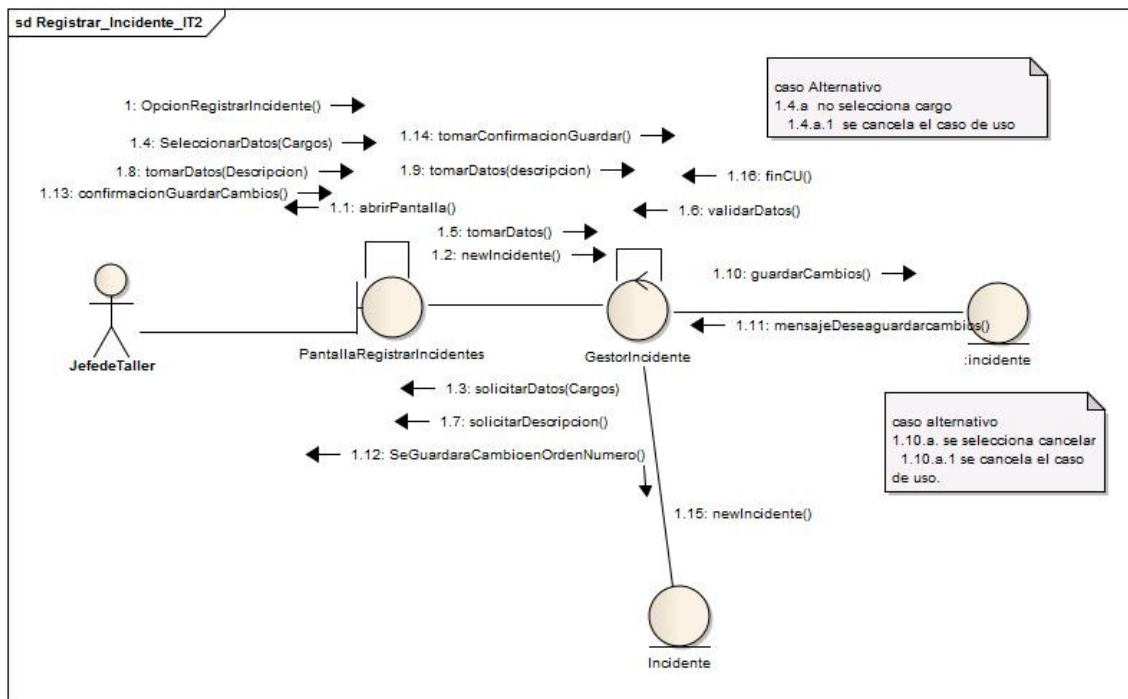 sd Registrar_Incidente_IT2
caso Alternativo
1.4.a no selecciona cargo
1.4.a.1 se cancela el caso de uso
1: OpcionRegistrarIncidente()
1.4: SeleccionarDatos(Cargos)
1.14: tomarConfirmacionGuardar()
1.8: tomarDatos(Descripcion)
1.9: tomarDatos(descripcion)
1.16: finCU()
1.13: confirmacionGuardarCambios()
1.1: abrirPantalla()
1.6: validarDatos()
1.5: tomarDatos()
1.2: newIncidente()
1.10: guardarCambios()
1.11: mensajeDeseaguardarcambios()
JefedeTaller
PantallaRegistrarIncidentes
GestorIncidente
:incidente
1.3: solicitarDatos(Cargos)
1.7: solicitarDescripcion()
1.12: SeGuardaraCambioenOrdenNumero()
caso alternativo
1.10.a. se selecciona cancelar
1.10.a.1 se cancela el caso
de uso.
1.15: newIncidente()
Incidente